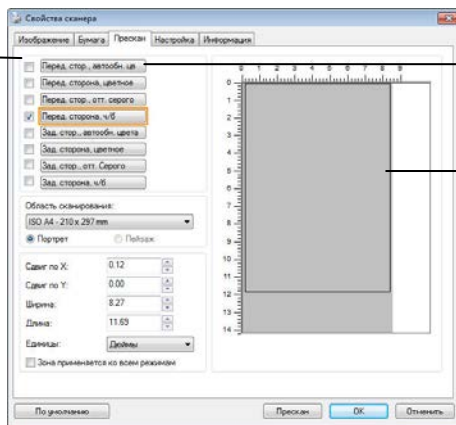 Свойства сканера
Изображение Бумага Прескан Настройка Информация
Перед. стор., автообн. цв
Перед. сторона, цветное
Перед. стор., отт. серого
Перед. сторона, ч/б
Зад. стор., автообн. цвета
Зад. сторона, цветное
Зад. стор., отт. Серого
Зад. сторона, ч/б
Область сканирования:
ISO A4 - 210 x 297 mm
Портрет Пейзаж
Сдвиг по X: 0.12
Сдвиг по Y: 0.00
Ширина: 8.27
Длина: 11.69
Единицы: Дюймы
Зона применяется ко всем режимам
0 1 2 3 4 5 6 7 8 9
0
1
2
3
4
5
6
7
8
9
10
11
12
13
14
По умолчанию Прескан OK Отменить